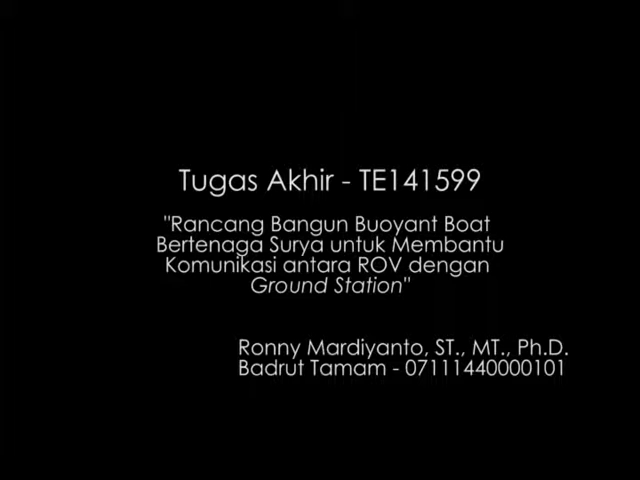 Tugas Akhir - TE141599
"Rancang Bangun Buoyant Boat
Bertenaga Surya untuk Membantu
Komunikasi antara ROV dengan
Ground Station"
Ronny Mardiyanto, ST., MT., Ph.D.
Badrut Tamam - 07111440000101